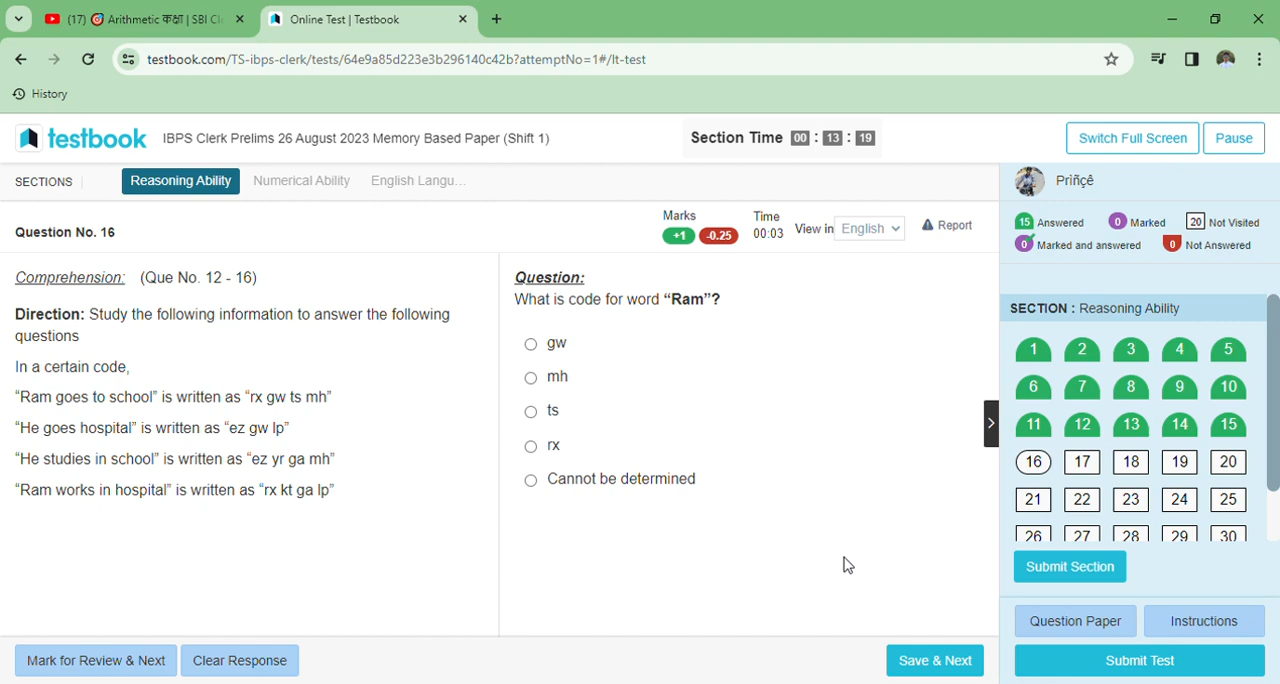 (17) 🎯 Arithmetic कक्षा | SBI Cl
Online Test | Testbook
testbook.com/TS-ibps-clerk/tests/64e9a85d223e3b296140c42b?attemptNo=1#/lt-test
History
testbook IBPS Clerk Prelims 26 August 2023 Memory Based Paper (Shift 1)
Section Time 00 : 13 : 19
Switch Full Screen Pause
SECTIONS Reasoning Ability Numerical Ability English Langu...
Prìñçê
Question No. 16
Marks
+1 -0.25
Time
00:03
View in English
Report
15 Answered 0 Marked 20 Not Visited
0 Marked and answered 0 Not Answered
Comprehension: (Que No. 12 - 16)
Direction: Study the following information to answer the following
questions
In a certain code,
“Ram goes to school” is written as “rx gw ts mh”
“He goes hospital” is written as “ez gw lp”
“He studies in school” is written as “ez yr ga mh”
“Ram works in hospital” is written as “rx kt ga lp”
Question:
What is code for word “Ram”?
gw
mh
ts
rx
Cannot be determined
SECTION : Reasoning Ability
1 2 3 4 5
6 7 8 9 10
11 12 13 14 15
16 17 18 19 20
21 22 23 24 25
26 27 28 29 30
Submit Section
Question Paper Instructions
Mark for Review & Next Clear Response Save & Next Submit Test